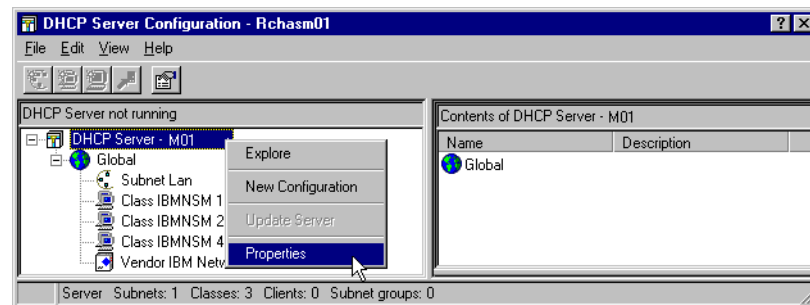 DHCP Server Configuration - Rchasm01
File Edit View Help
DHCP Server not running
Contents of DHCP Server - M01
DHCP Server - M01
Global
Subnet Lan
Class IBMNSM 1
Class IBMNSM 2
Class IBMNSM 4
Vendor IBM Netw
Explore
New Configuration
Update Server
Properties
Name Description
Global
Server Subnets: 1 Classes: 3 Clients: 0 Subnet groups: 0